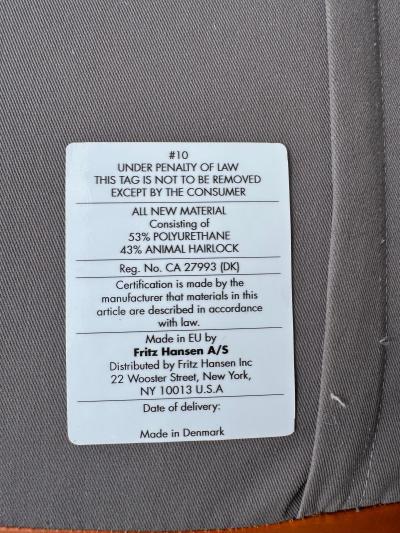 #10
UNDER PENALTY OF LAW
THIS TAG IS NOT TO BE REMOVED
EXCEPT BY THE CONSUMER
ALL NEW MATERIAL
Consisting of
53% POLYURETHANE
43% ANIMAL HAIRLOCK
Reg. No. CA 27993 (DK)
Certification is made by the
manufacturer that materials in this
article are described in accordance
with law.
Made in EU by
Fritz Hansen A/S
Distributed by Fritz Hansen Inc
22 Wooster Street, New York,
NY 10013 U.S.A
Date of delivery:
Made in Denmark